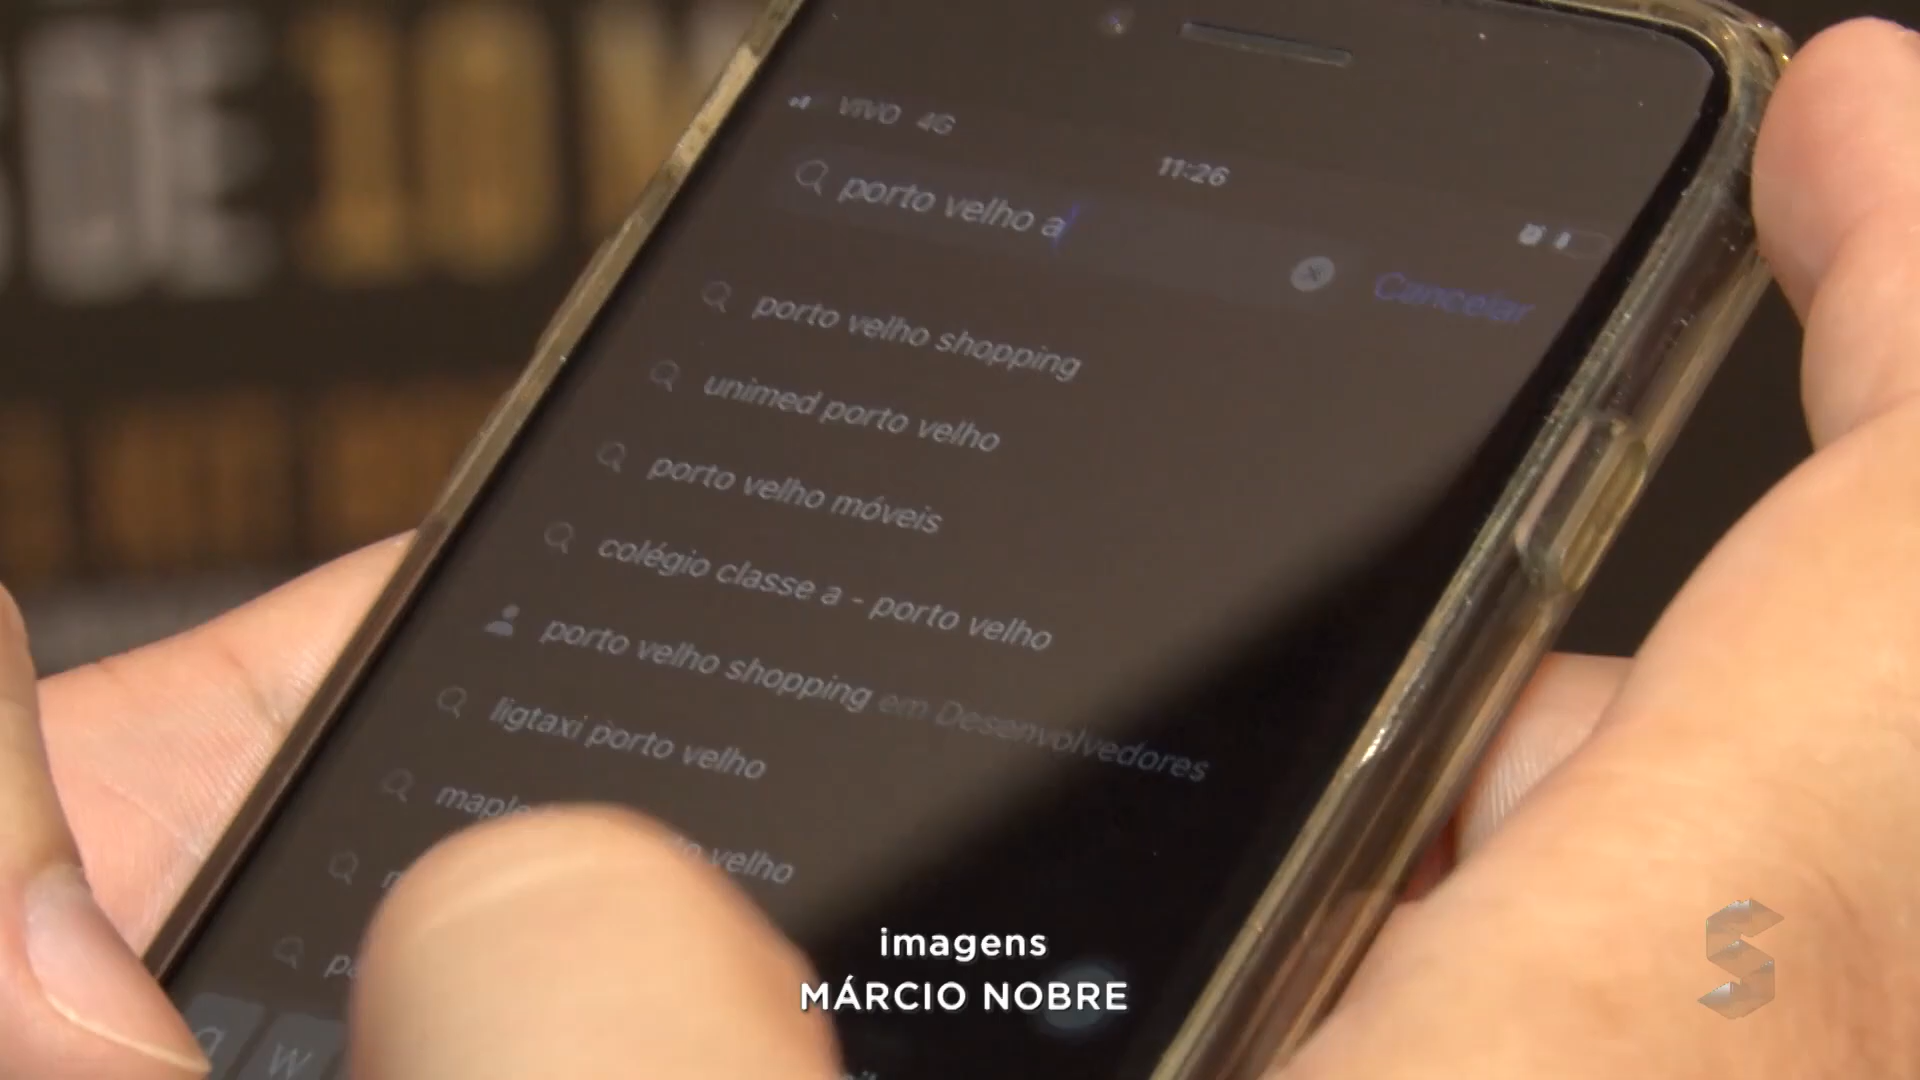 VIVO 4G
11:26
porto velho a
Cancelar
porto velho shopping
unimed porto velho
porto velho móveis
colégio classe a - porto velho
porto velho shopping em Desenvolvedores
ligtaxi porto velho
velho
q w
imagens
MÁRCIO NOBRE
S